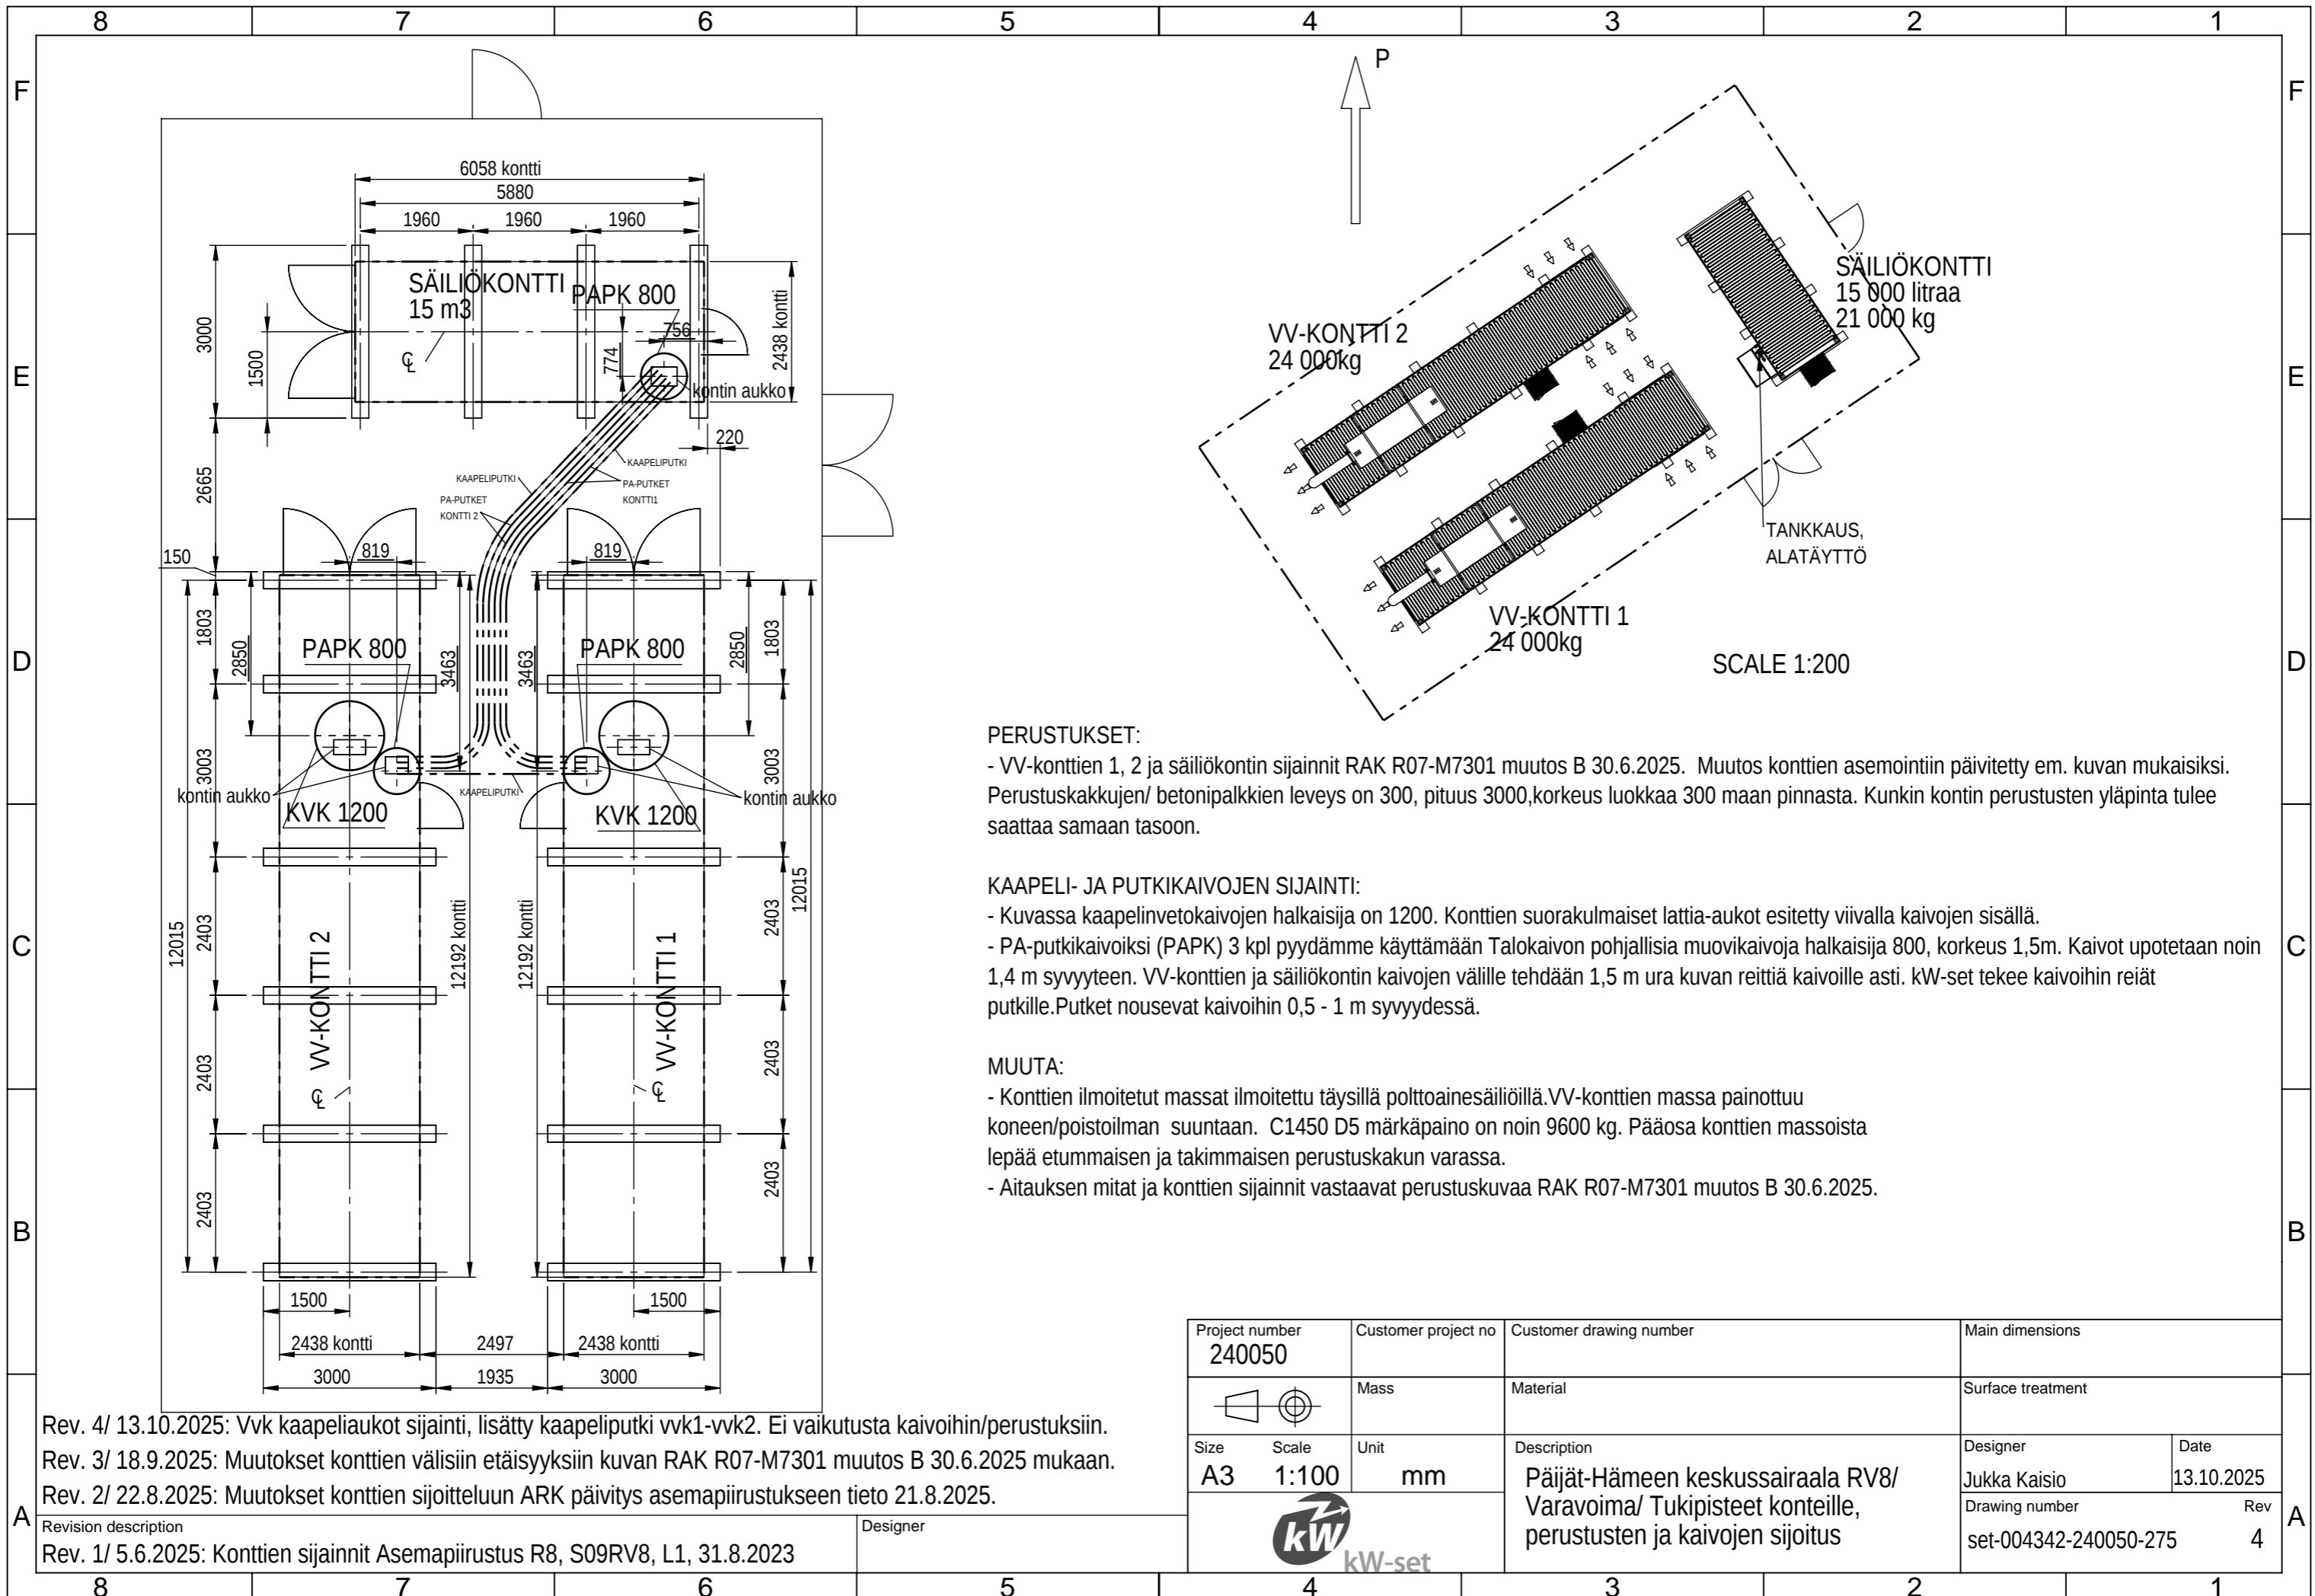 8 7 6 5 4 3 2 1
F
E
D
C
B
A
F
E
D
C
B
A
6058 kontti
5880
1960 1960 1960
SÄILIÖKONTTI
15 m3
PAPK 800
756
774
2438 kontti
3000
1500
kontin aukko
220
2665
KAAPELIPUTKI
PA-PUTKET
KONTTI1
KAAPELIPUTKI
PA-PUTKET
KONTTI 2
150
819
819
1803
2850
3463
3463
2850
1803
PAPK 800
PAPK 800
3003
3003
kontin aukko
KAAPELIPUTKI
kontin aukko
KVK 1200
KVK 1200
12015
2403
2403
2403
12192 kontti
12192 kontti
2403
2403
2403
12015
VV-KONTTI 2
VV-KONTTI 1
℄
℄
℄
1500
1500
2438 kontti 2497 2438 kontti
3000 1935 3000
P
VV-KONTTI 2
24 000kg
SÄILIÖKONTTI
15 000 litraa
21 000 kg
TANKKAUS,
ALATÄYTTÖ
VV-KONTTI 1
24 000kg
SCALE 1:200
PERUSTUKSET:
- VV-konttien 1, 2 ja säiliökontin sijainnit RAK R07-M7301 muutos B 30.6.2025. Muutos konttien asemointiin päivitetty em. kuvan mukaisiksi.
Perustuskakkujen/ betonipalkkien leveys on 300, pituus 3000,korkeus luokkaa 300 maan pinnasta. Kunkin kontin perustusten yläpinta tulee
saattaa samaan tasoon.
KAAPELI- JA PUTKIKAIVOJEN SIJAINTI:
- Kuvassa kaapelinvetokaivojen halkaisija on 1200. Konttien suorakulmaiset lattia-aukot esitetty viivalla kaivojen sisällä.
- PA-putkikaivoiksi (PAPK) 3 kpl pyydämme käyttämään Talokaivon pohjallisia muovikaivoja halkaisija 800, korkeus 1,5m. Kaivot upotetaan noin
1,4 m syvyyteen. VV-konttien ja säiliökontin kaivojen välille tehdään 1,5 m ura kuvan reittiä kaivoille asti. kW-set tekee kaivoihin reiät
putkille.Putket nousevat kaivoihin 0,5 - 1 m syvyydessä.
MUUTA:
- Konttien ilmoitetut massat ilmoitettu täysillä polttoainesäiliöillä.VV-konttien massa painottuu
koneen/poistoilman suuntaan. C1450 D5 märkäpaino on noin 9600 kg. Pääosa konttien massoista
lepää etummaisen ja takimmaisen perustuskakun varassa.
- Aitauksen mitat ja konttien sijainnit vastaavat perustuskuvaa RAK R07-M7301 muutos B 30.6.2025.
Rev. 4/ 13.10.2025: Vvk kaapeliaukot sijainti, lisätty kaapeliputki vvk1-vvk2. Ei vaikutusta kaivoihin/perustuksiin.
Rev. 3/ 18.9.2025: Muutokset konttien välisiin etäisyyksiin kuvan RAK R07-M7301 muutos B 30.6.2025 mukaan.
Rev. 2/ 22.8.2025: Muutokset konttien sijoitteluun ARK päivitys asemapiirustukseen tieto 21.8.2025.
Revision description Designer
Rev. 1/ 5.6.2025: Konttien sijainnit Asemapiirustus R8, S09RV8, L1, 31.8.2023
Project number Customer project no Customer drawing number Main dimensions
240050
Mass Material Surface treatment
Size Scale Unit Description Designer Date
A3 1:100 mm
Päijät-Hämeen keskussairaala RV8/
Varavoima/ Tukipisteet konteille,
perustusten ja kaivojen sijoitus
Jukka Kaisio 13.10.2025
Drawing number Rev
set-004342-240050-275 4
kW
kW-set
8 7 6 5 4 3 2 1